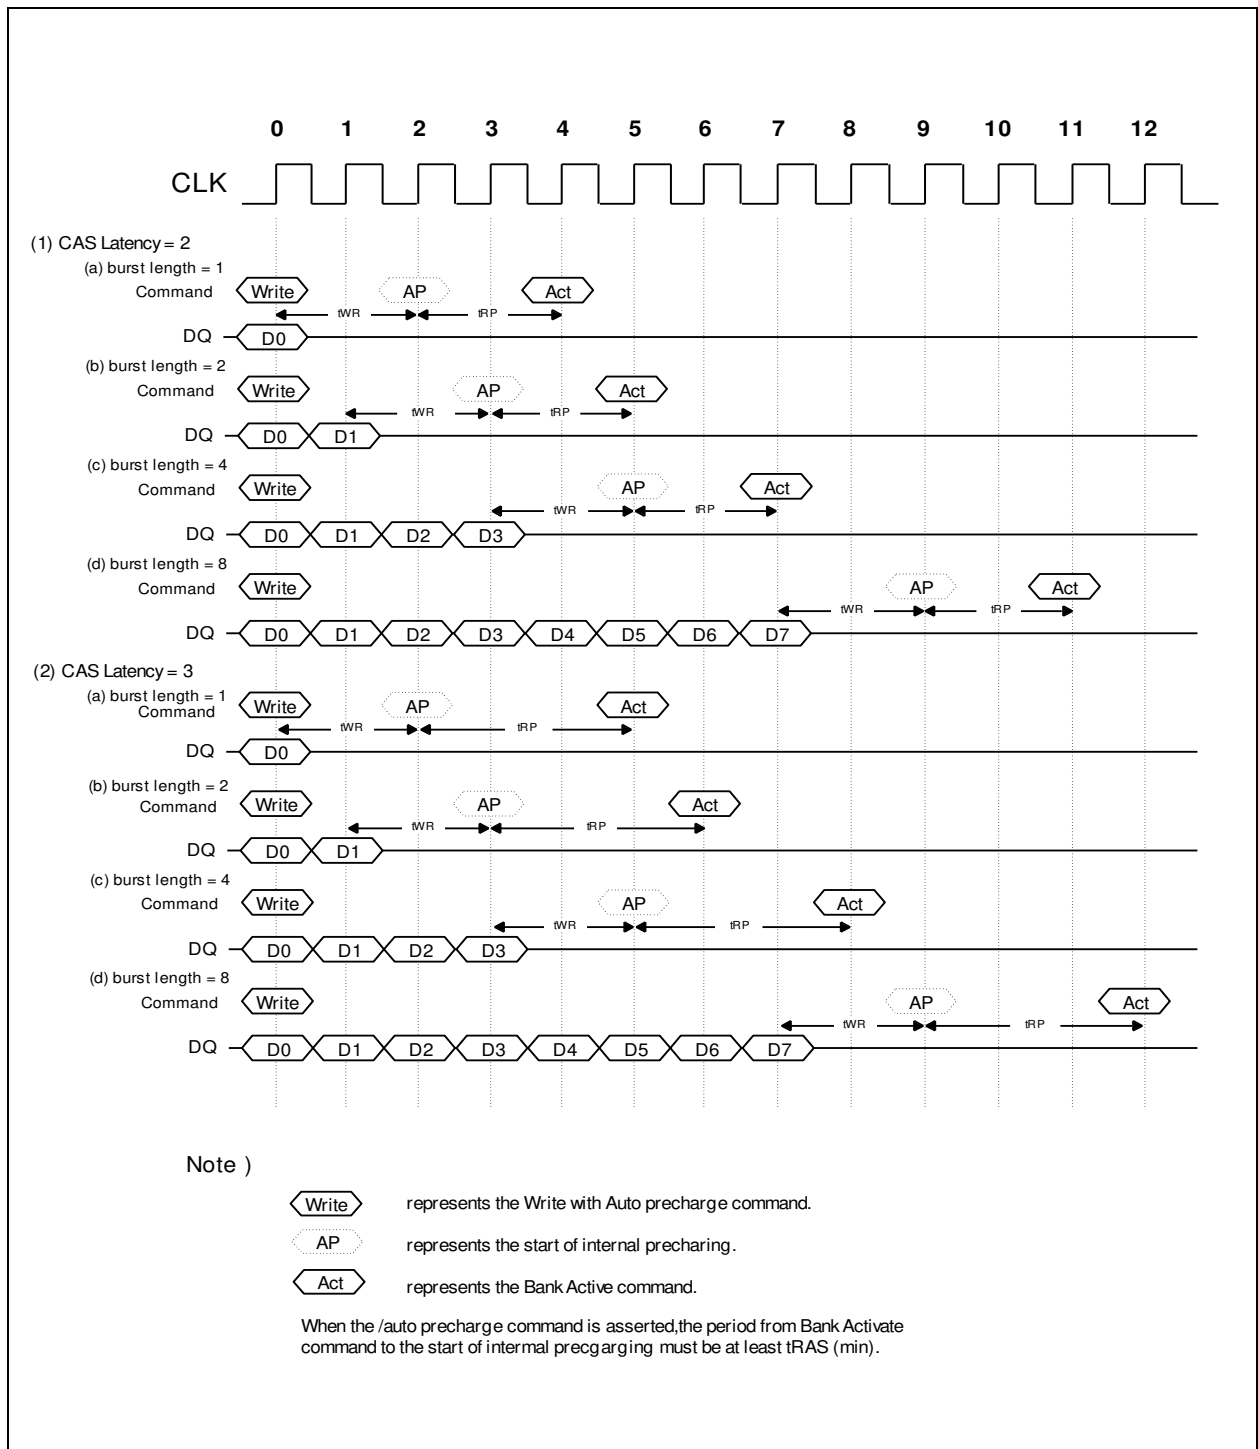 0 1 2 3 4 5 6 7 8 9 10 11 12
CLK
(1) CAS Latency = 2
(a) burst length = 1
Command Write AP Act
tWR tRP
DQ D0
(b) burst length = 2
Command Write AP Act
tWR tRP
DQ D0 D1
(c) burst length = 4
Command Write AP Act
tWR tRP
DQ D0 D1 D2 D3
(d) burst length = 8
Command Write AP Act
tWR tRP
DQ D0 D1 D2 D3 D4 D5 D6 D7
(2) CAS Latency = 3
(a) burst length = 1
Command Write AP Act
tWR tRP
DQ D0
(b) burst length = 2
Command Write AP Act
tWR tRP
DQ D0 D1
(c) burst length = 4
Command Write AP Act
tWR tRP
DQ D0 D1 D2 D3
(d) burst length = 8
Command Write AP Act
tWR tRP
DQ D0 D1 D2 D3 D4 D5 D6 D7
Note )
Write represents the Write with Auto precharge command.
AP represents the start of internal precharing.
Act represents the Bank Active command.
When the /auto precharge command is asserted,the period from Bank Activate
command to the start of intermal precgarging must be at least tRAS (min).